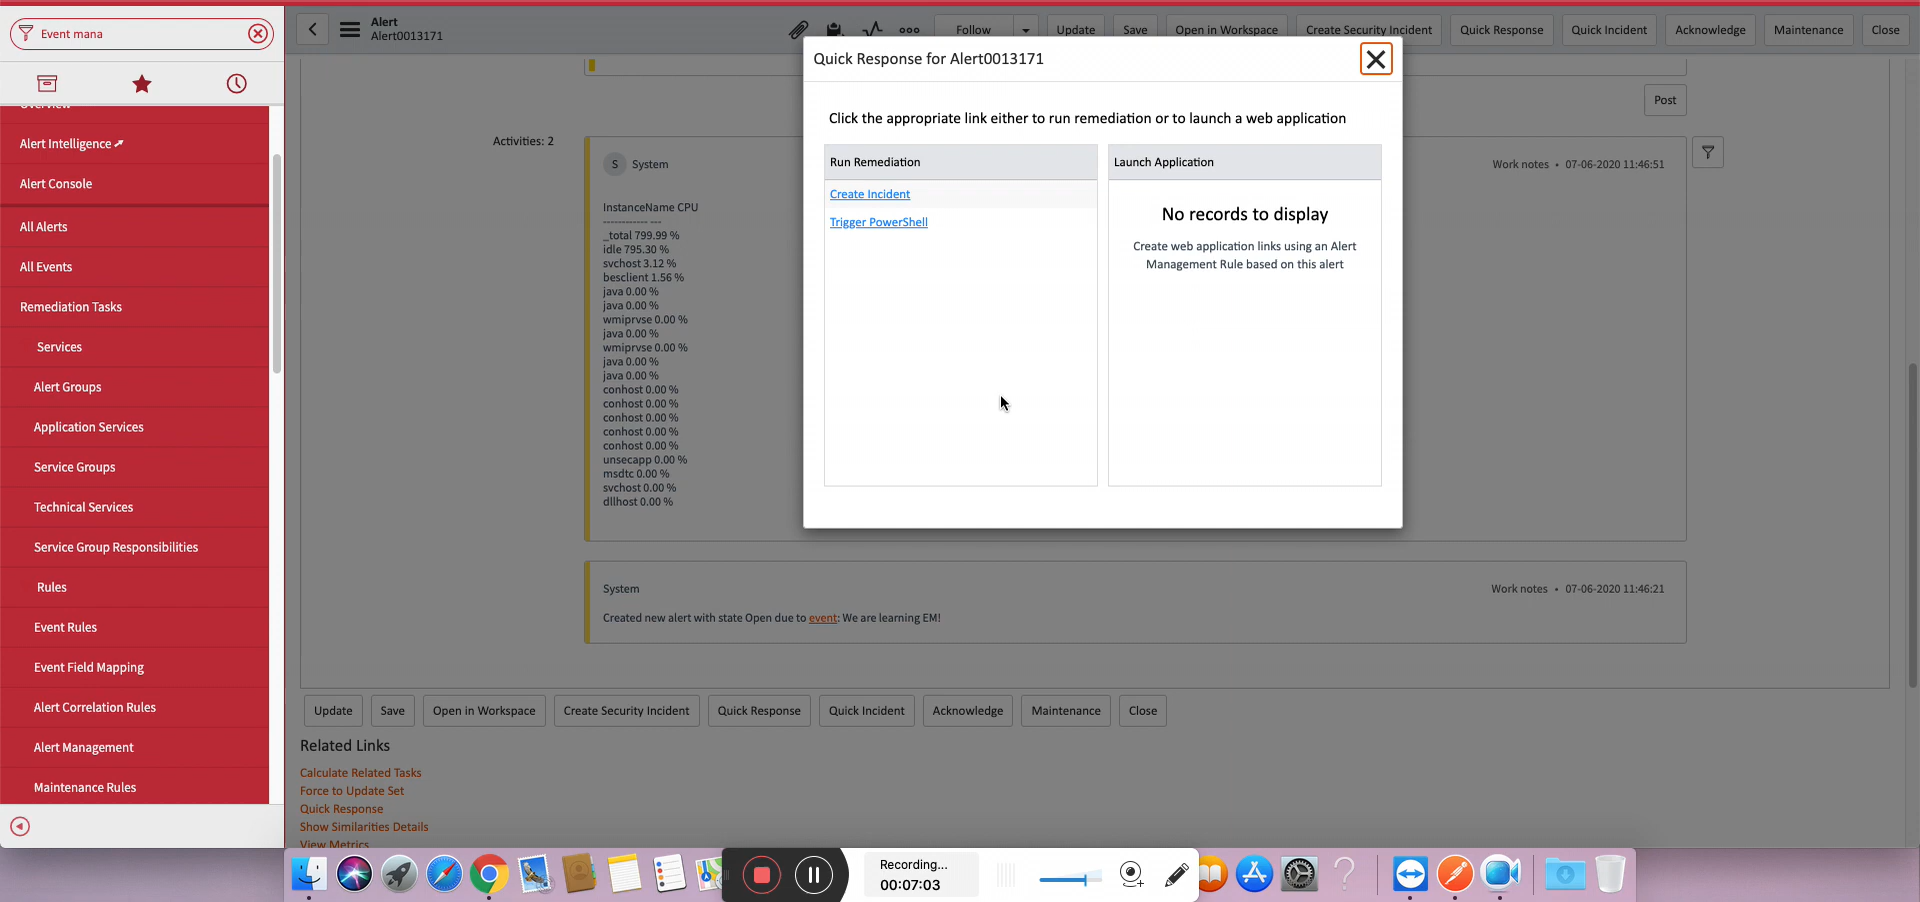 Event mana
Overview
Alert Intelligence
Alert Console
All Alerts
All Events
Remediation Tasks
Services
Alert Groups
Application Services
Service Groups
Technical Services
Service Group Responsibilities
Rules
Event Rules
Event Field Mapping
Alert Correlation Rules
Alert Management
Maintenance Rules
Alert
Alert0013171
Follow
Update
Save
Open in Workspace
Create Security Incident
Quick Response
Quick Incident
Acknowledge
Maintenance
Close
Post
Activities: 2
S System
Work notes • 07-06-2020 11:46:51
InstanceName CPU
------------ ---
_total 799.99 %
idle 795.30 %
svchost 3.12 %
besclient 1.56 %
java 0.00 %
java 0.00 %
wmiprvse 0.00 %
java 0.00 %
wmiprvse 0.00 %
java 0.00 %
java 0.00 %
conhost 0.00 %
conhost 0.00 %
conhost 0.00 %
conhost 0.00 %
conhost 0.00 %
unsecapp 0.00 %
msdtc 0.00 %
svchost 0.00 %
dllhost 0.00 %
System
Work notes • 07-06-2020 11:46:21
Created new alert with state Open due to event: We are learning EM!
Quick Response for Alert0013171
Click the appropriate link either to run remediation or to launch a web application
Run Remediation
Create Incident
Trigger PowerShell
Launch Application
No records to display
Create web application links using an Alert
Management Rule based on this alert
Update
Save
Open in Workspace
Create Security Incident
Quick Response
Quick Incident
Acknowledge
Maintenance
Close
Related Links
Calculate Related Tasks
Force to Update Set
Quick Response
Show Similarities Details
View Metrics
Recording...
00:07:03